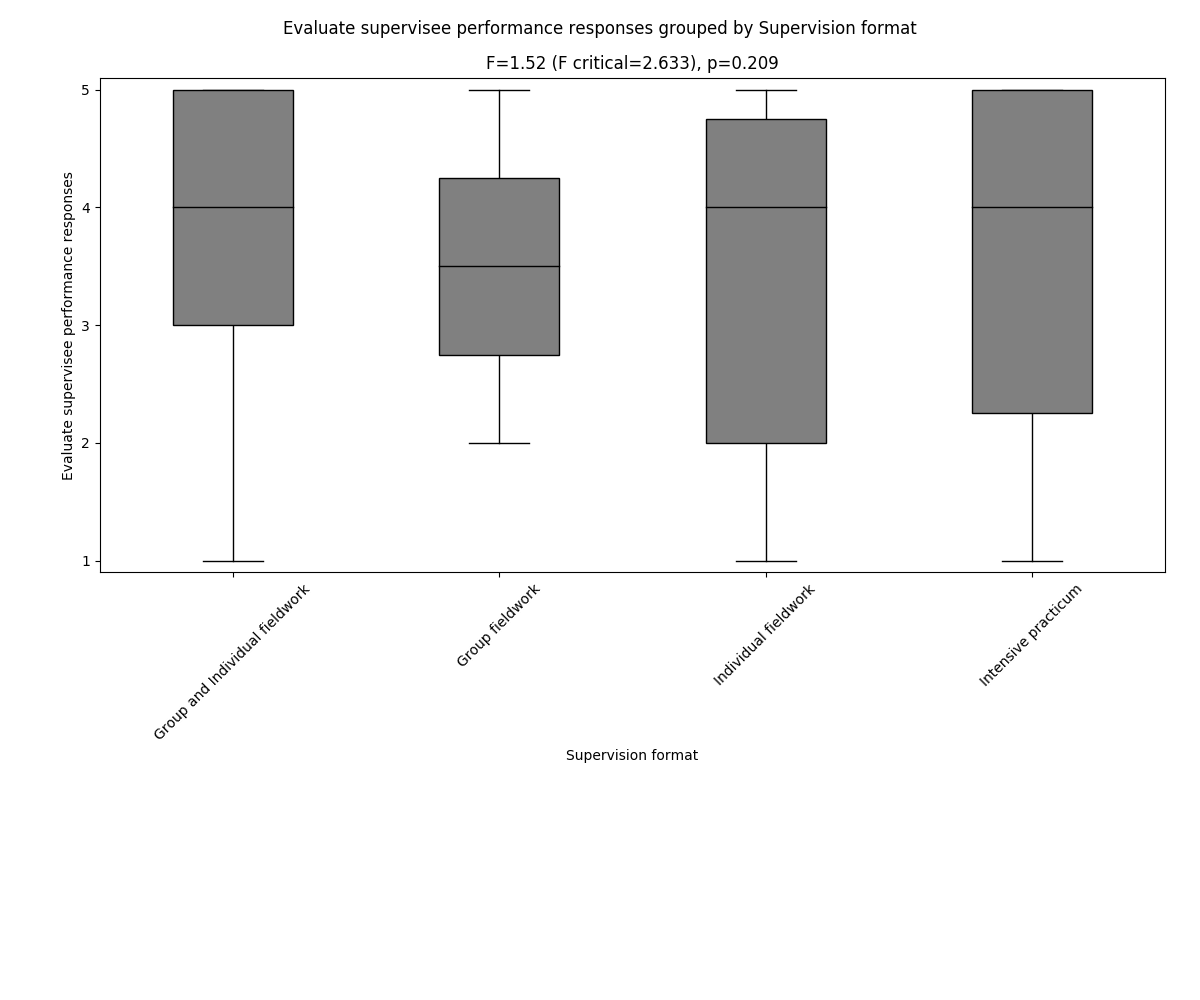 Evaluate supervisee performance responses grouped by Supervision format
F=1.52 (F critical=2.633), p=0.209
Evaluate supervisee performance responses
5
4
3
2
1
Group and Individual fieldwork
Group fieldwork
Individual fieldwork
Intensive practicum
Supervision format